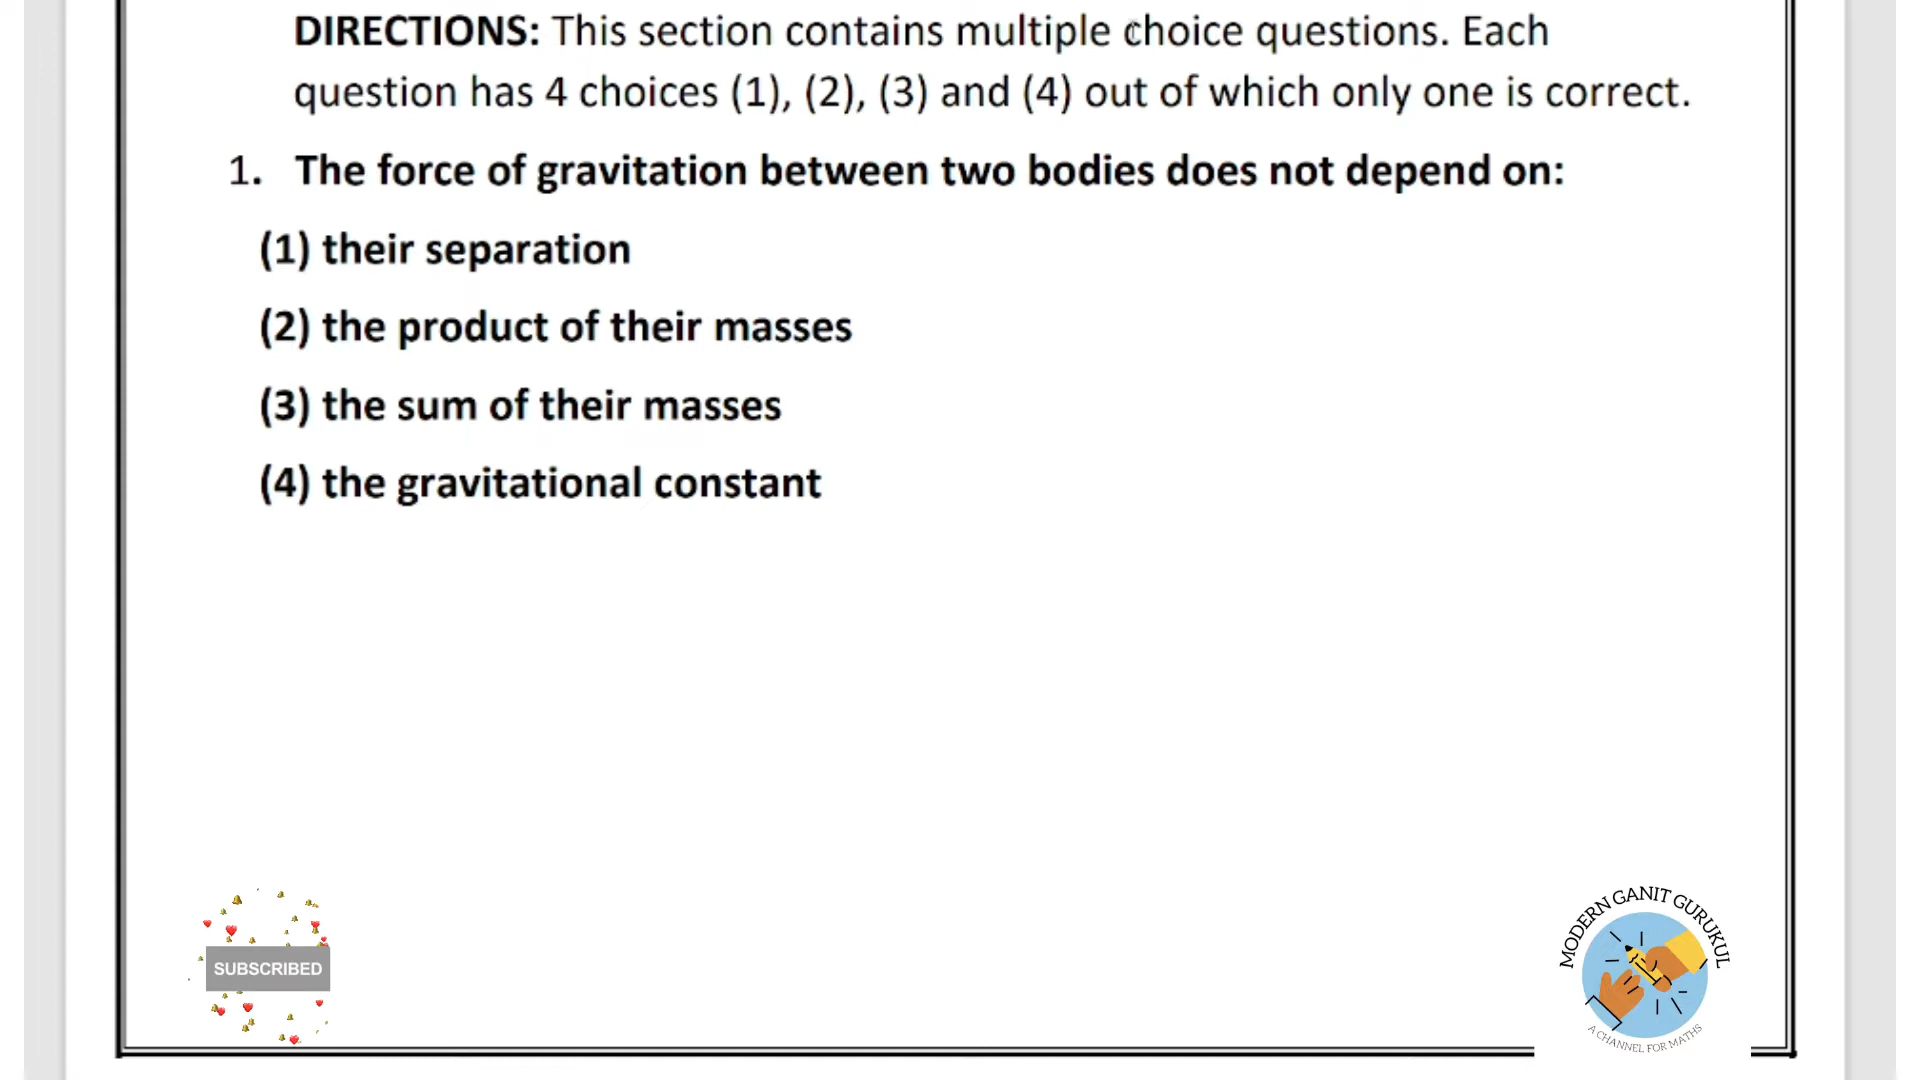 DIRECTIONS: This section contains multiple choice questions. Each
question has 4 choices (1), (2), (3) and (4) out of which only one is correct.
1. The force of gravitation between two bodies does not depend on:
(1) their separation
(2) the product of their masses
(3) the sum of their masses
(4) the gravitational constant
SUBSCRIBED
MODERN GANIT GURUKUL
A CHANNEL FOR MATHS